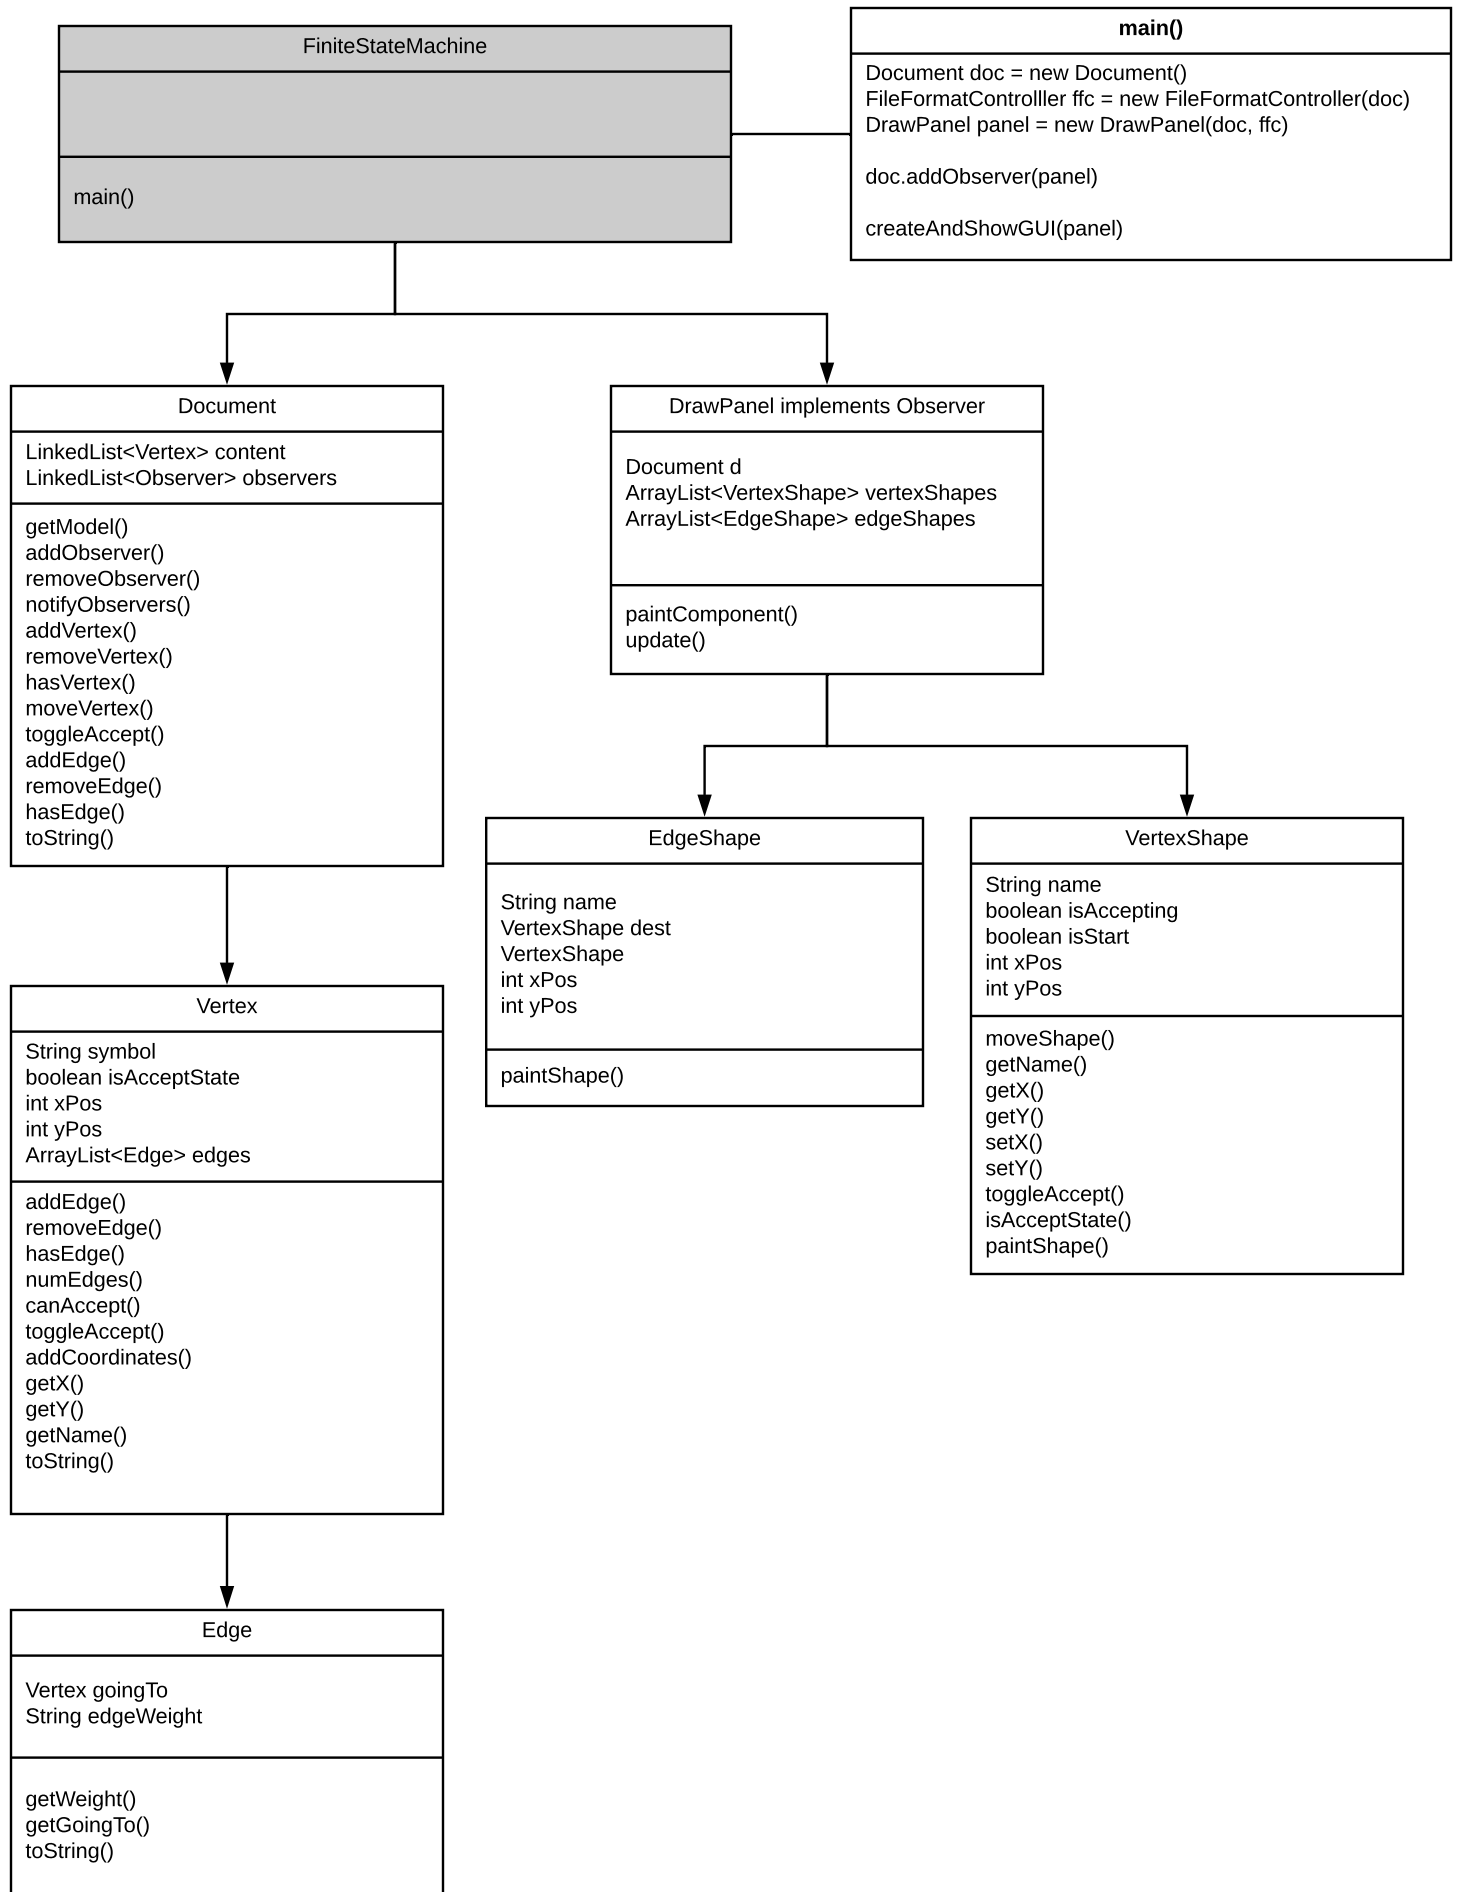 FiniteStateMachine
main()
main()
Document doc = new Document()
FileFormatControlller ffc = new FileFormatController(doc)
DrawPanel panel = new DrawPanel(doc, ffc)
doc.addObserver(panel)
createAndShowGUI(panel)
Document
LinkedList<Vertex> content
LinkedList<Observer> observers
getModel()
addObserver()
removeObserver()
notifyObservers()
addVertex()
removeVertex()
hasVertex()
moveVertex()
toggleAccept()
addEdge()
removeEdge()
hasEdge()
toString()
DrawPanel implements Observer
Document d
ArrayList<VertexShape> vertexShapes
ArrayList<EdgeShape> edgeShapes
paintComponent()
update()
EdgeShape
String name
VertexShape dest
VertexShape
int xPos
int yPos
paintShape()
VertexShape
String name
boolean isAccepting
boolean isStart
int xPos
int yPos
moveShape()
getName()
getX()
getY()
setX()
setY()
toggleAccept()
isAcceptState()
paintShape()
Vertex
String symbol
boolean isAcceptState
int xPos
int yPos
ArrayList<Edge> edges
addEdge()
removeEdge()
hasEdge()
numEdges()
canAccept()
toggleAccept()
addCoordinates()
getX()
getY()
getName()
toString()
Edge
Vertex goingTo
String edgeWeight
getWeight()
getGoingTo()
toString()